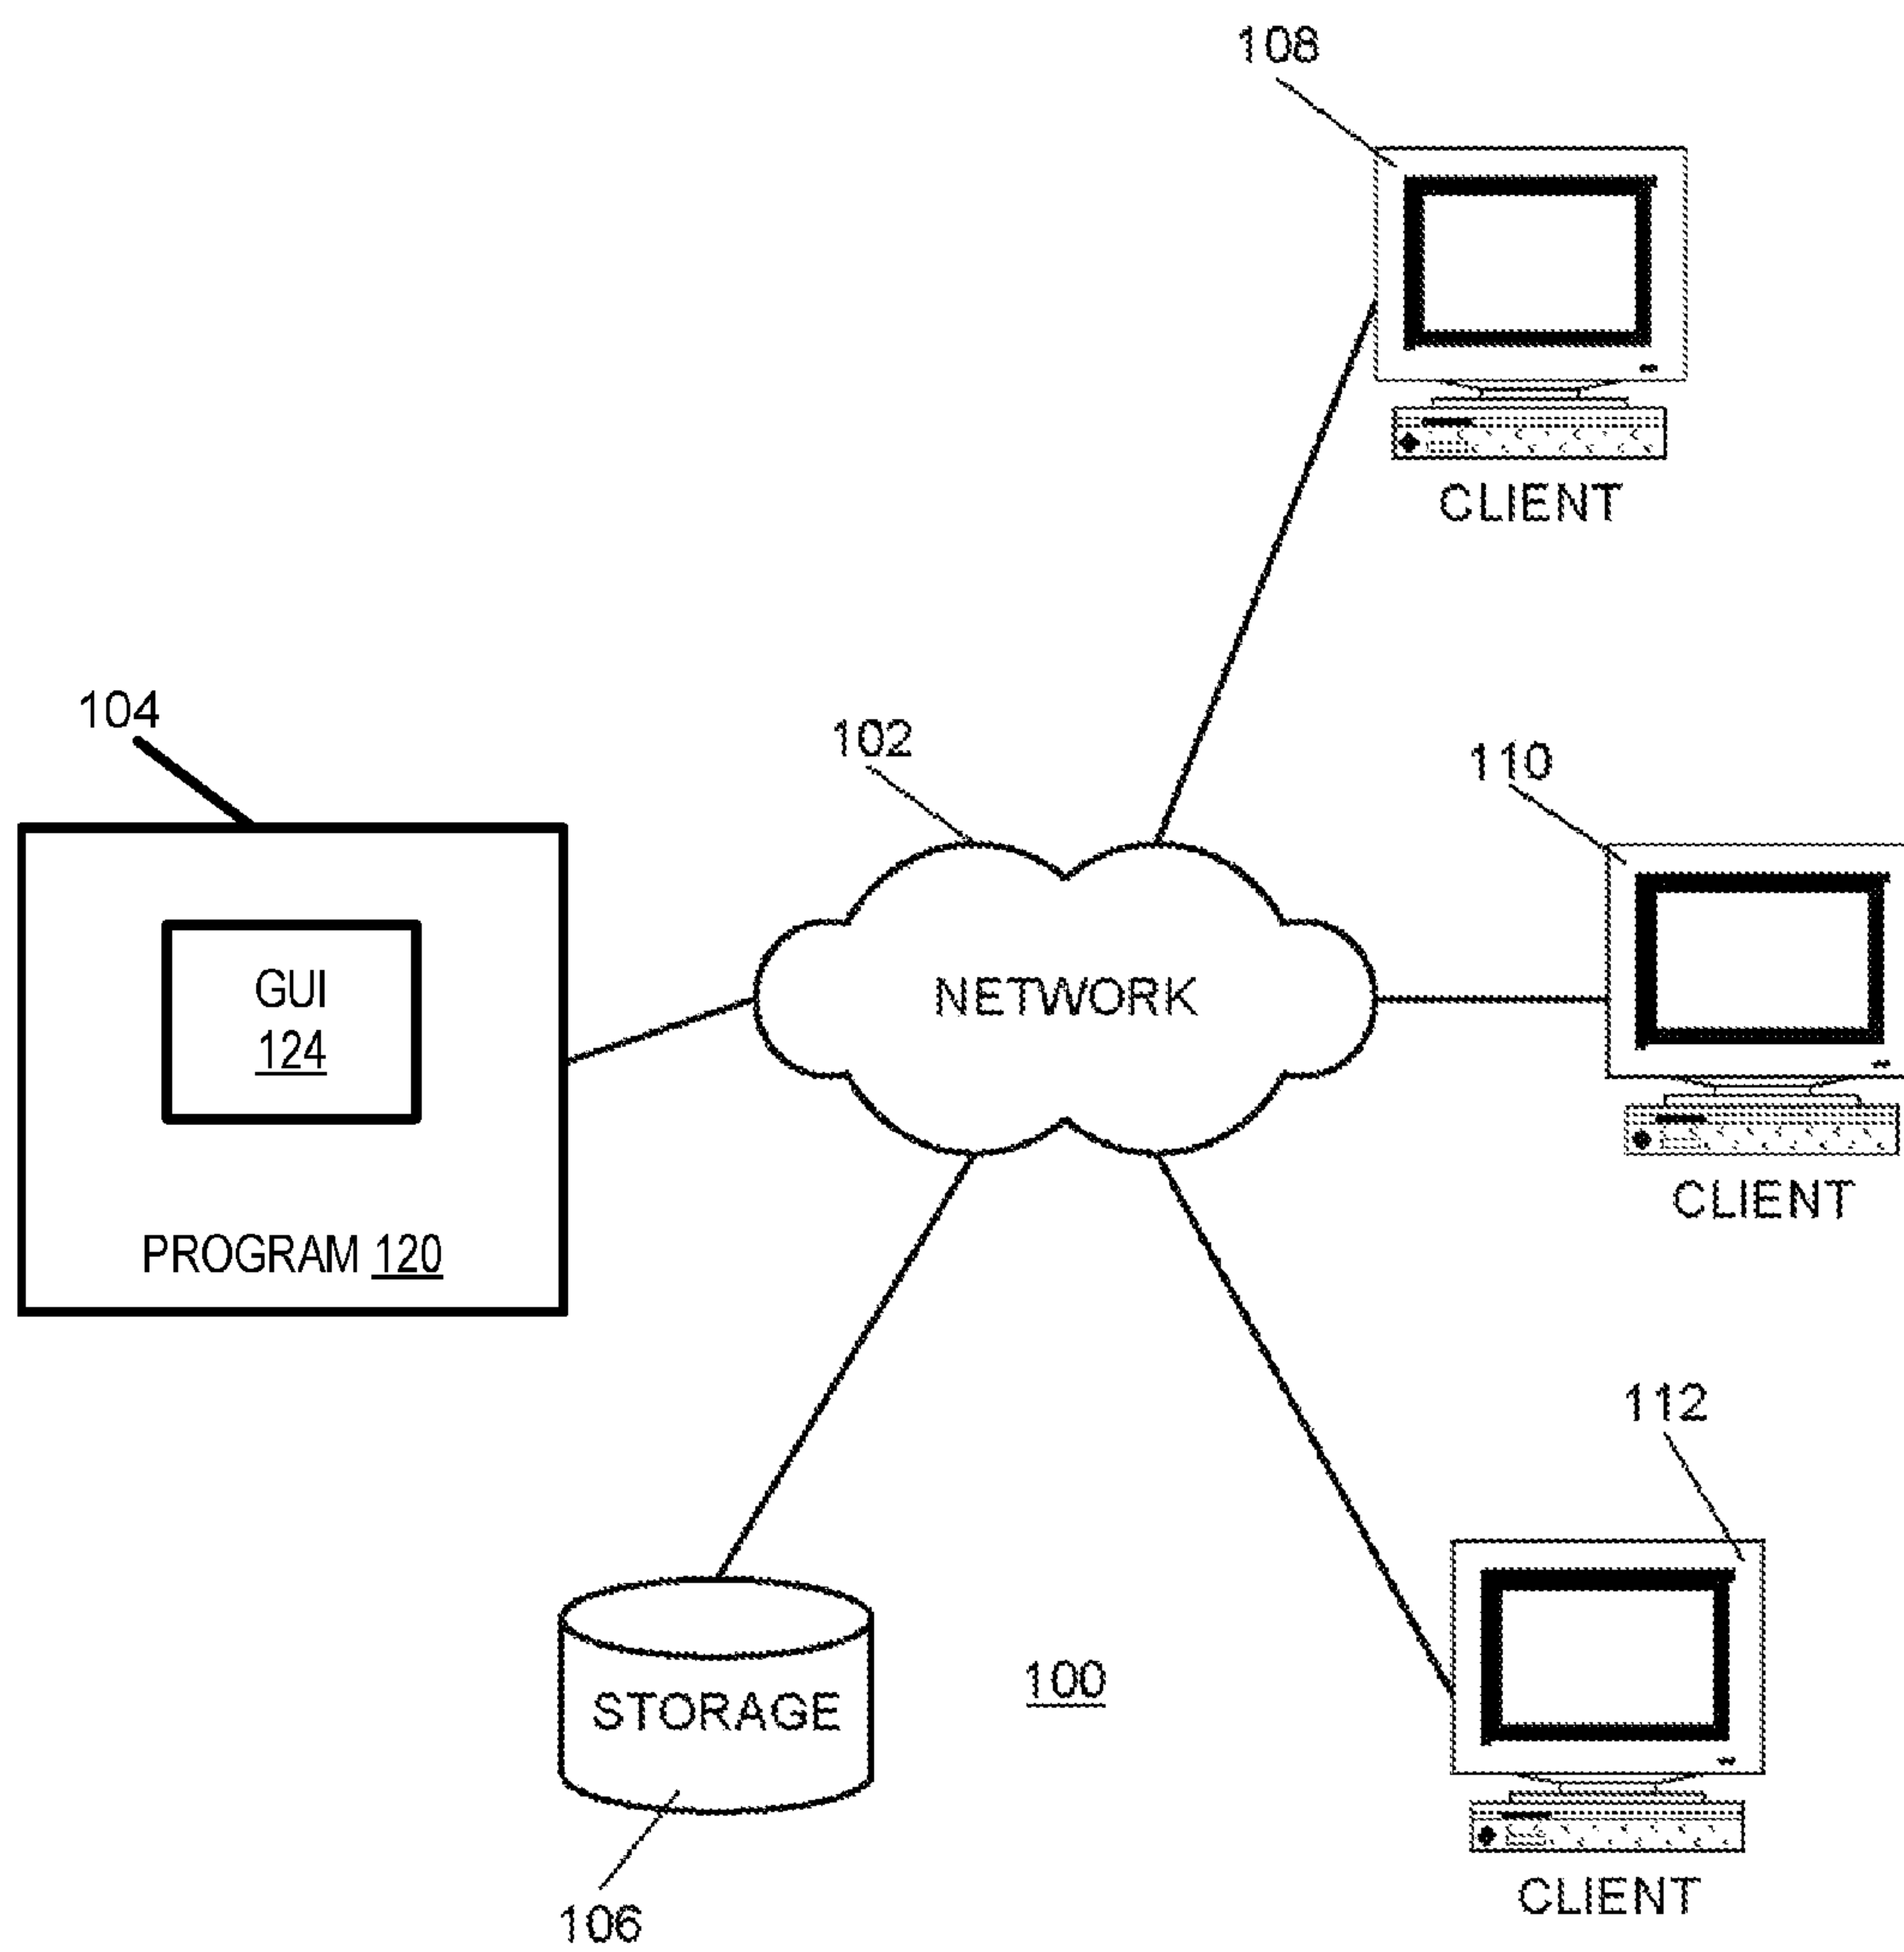 108
CLIENT
104
102
110
GUI
124
NETWORK
PROGRAM 120
CLIENT
112
STORAGE
100
106
CLIENT